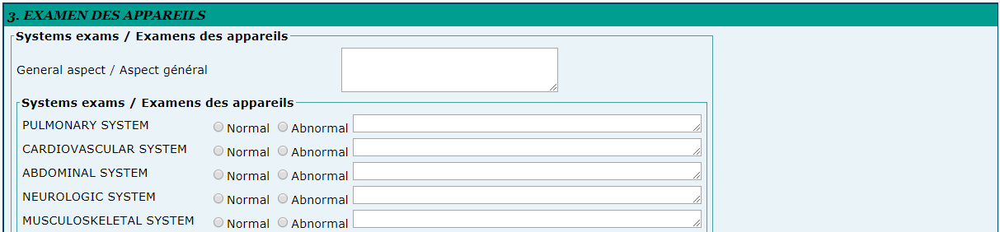 3. EXAMEN DES APPAREILS
Systems exams / Examens des appareils
General aspect / Aspect général
Systems exams / Examens des appareils
PULMONARY SYSTEM Normal Abnormal
CARDIOVASCULAR SYSTEM Normal Abnormal
ABDOMINAL SYSTEM Normal Abnormal
NEUROLOGIC SYSTEM Normal Abnormal
MUSCULOSKELETAL SYSTEM Normal Abnormal